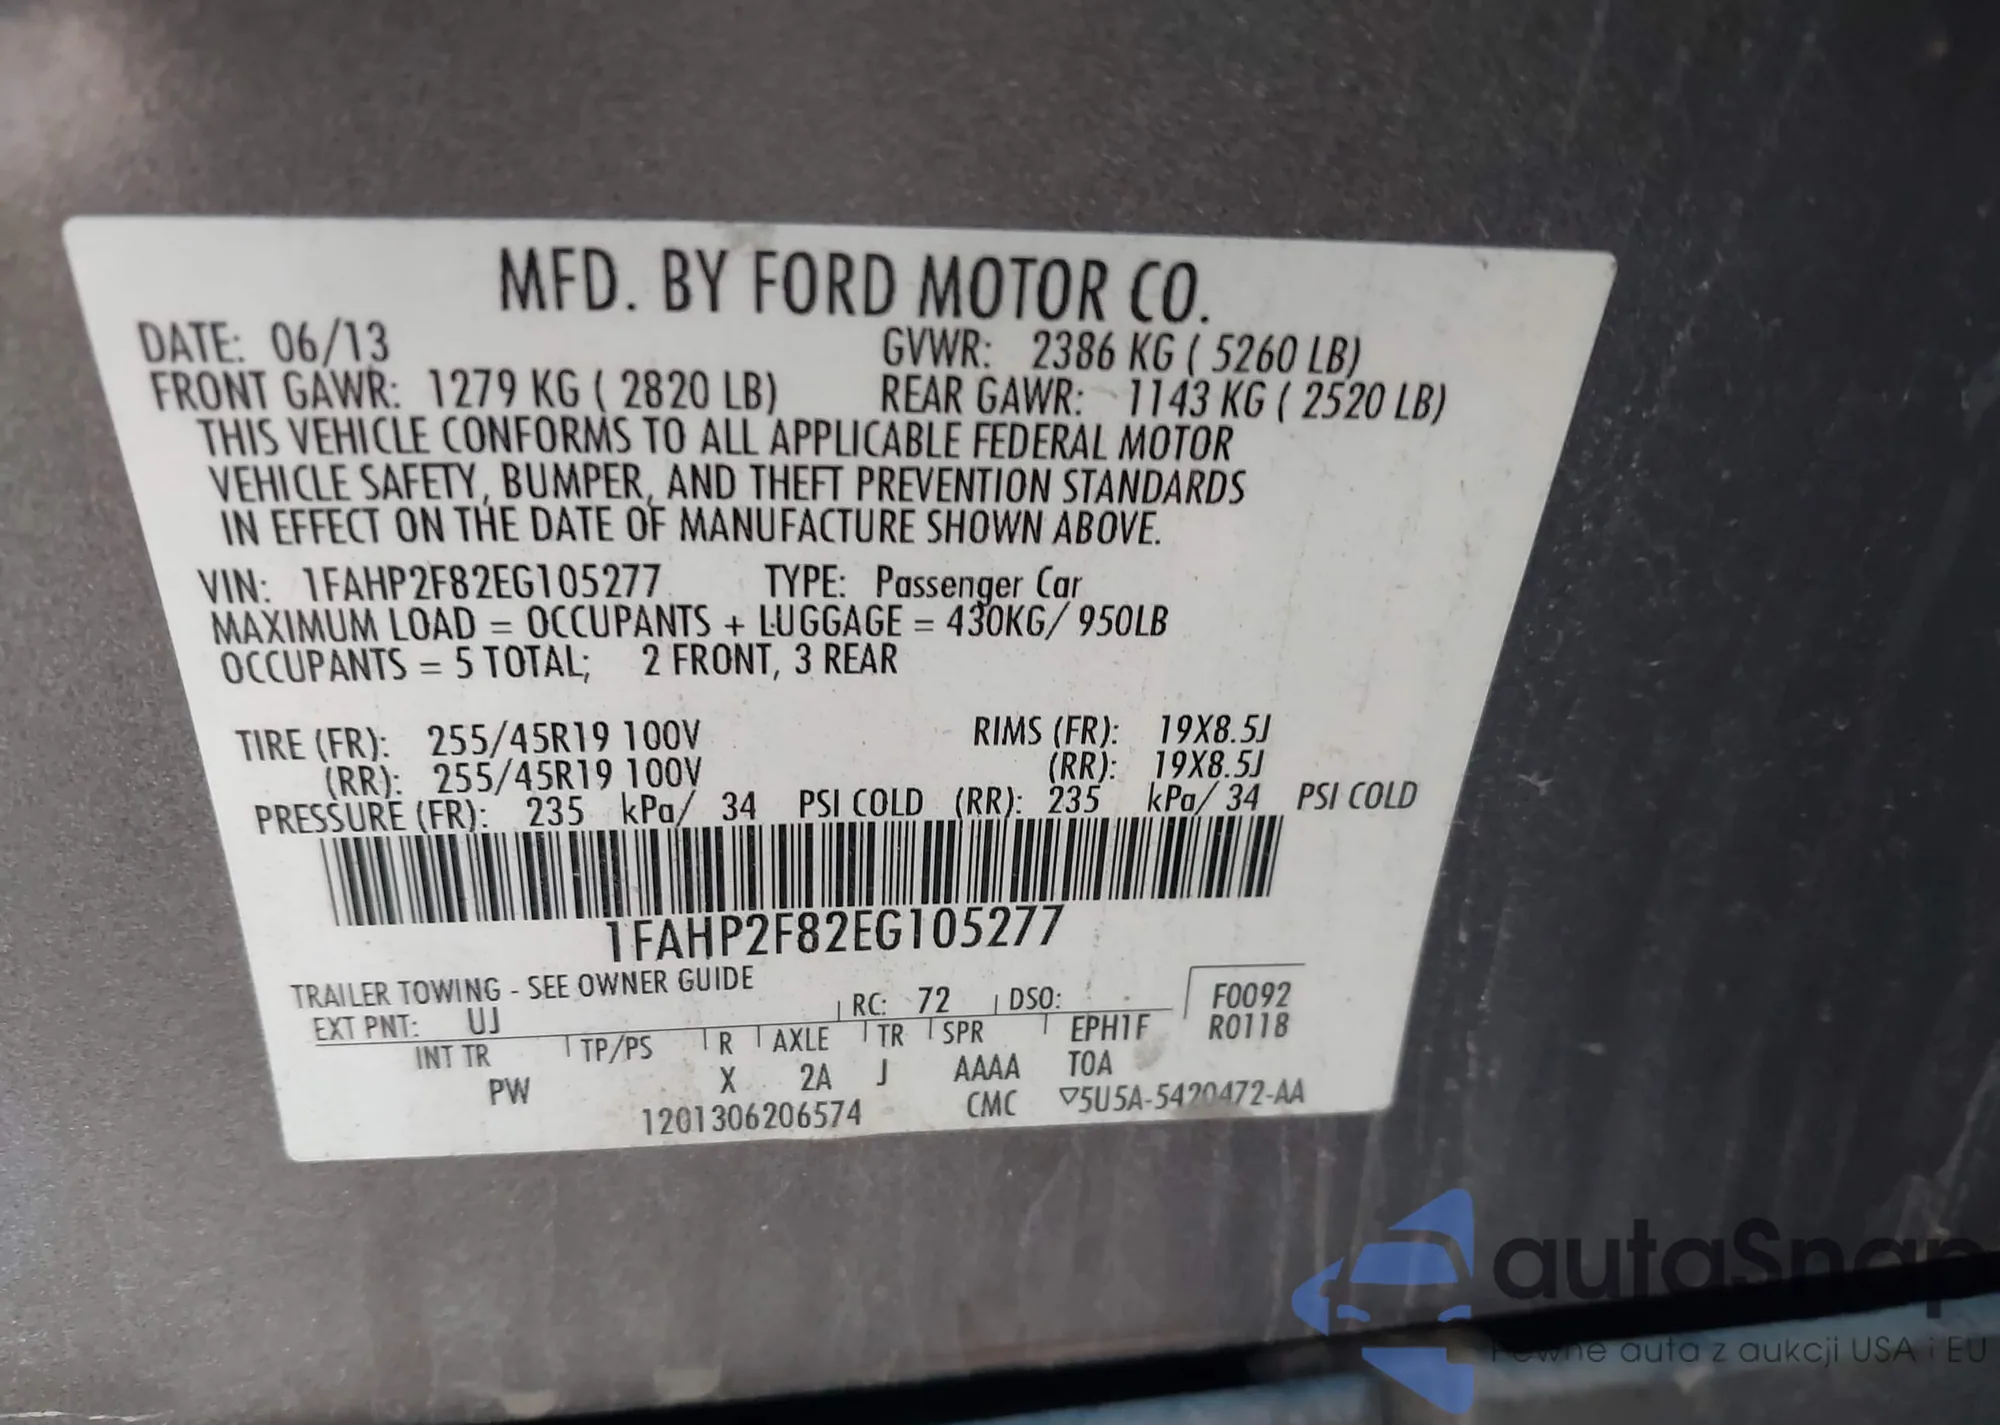 MFD. BY FORD MOTOR CO.
DATE: 06/13 GVWR: 2386 KG ( 5260 LB)
FRONT GAWR: 1279 KG ( 2820 LB) REAR GAWR: 1143 KG ( 2520 LB)
THIS VEHICLE CONFORMS TO ALL APPLICABLE FEDERAL MOTOR
VEHICLE SAFETY, BUMPER, AND THEFT PREVENTION STANDARDS
IN EFFECT ON THE DATE OF MANUFACTURE SHOWN ABOVE.
VIN: 1FAHP2F82EG105277 TYPE: Passenger Car
MAXIMUM LOAD = OCCUPANTS + LUGGAGE = 430KG/ 950LB
OCCUPANTS = 5 TOTAL; 2 FRONT, 3 REAR
TIRE (FR): 255/45R19 100V RIMS (FR): 19X8.5J
(RR): 255/45R19 100V (RR): 19X8.5J
PRESSURE (FR): 235 kPa/ 34 PSI COLD (RR): 235 kPa/ 34 PSI COLD
1FAHP2F82EG105277
TRAILER TOWING - SEE OWNER GUIDE
EXT PNT: UJ RC: 72 DSO: F0092
INT TR TP/PS R AXLE TR SPR EPH1F R0118
PW X 2A J AAAA T0A
1201306206574 CMC ▽5U5A-5420472-AA
autoSnap
Pewne auta z aukcji USA i EU